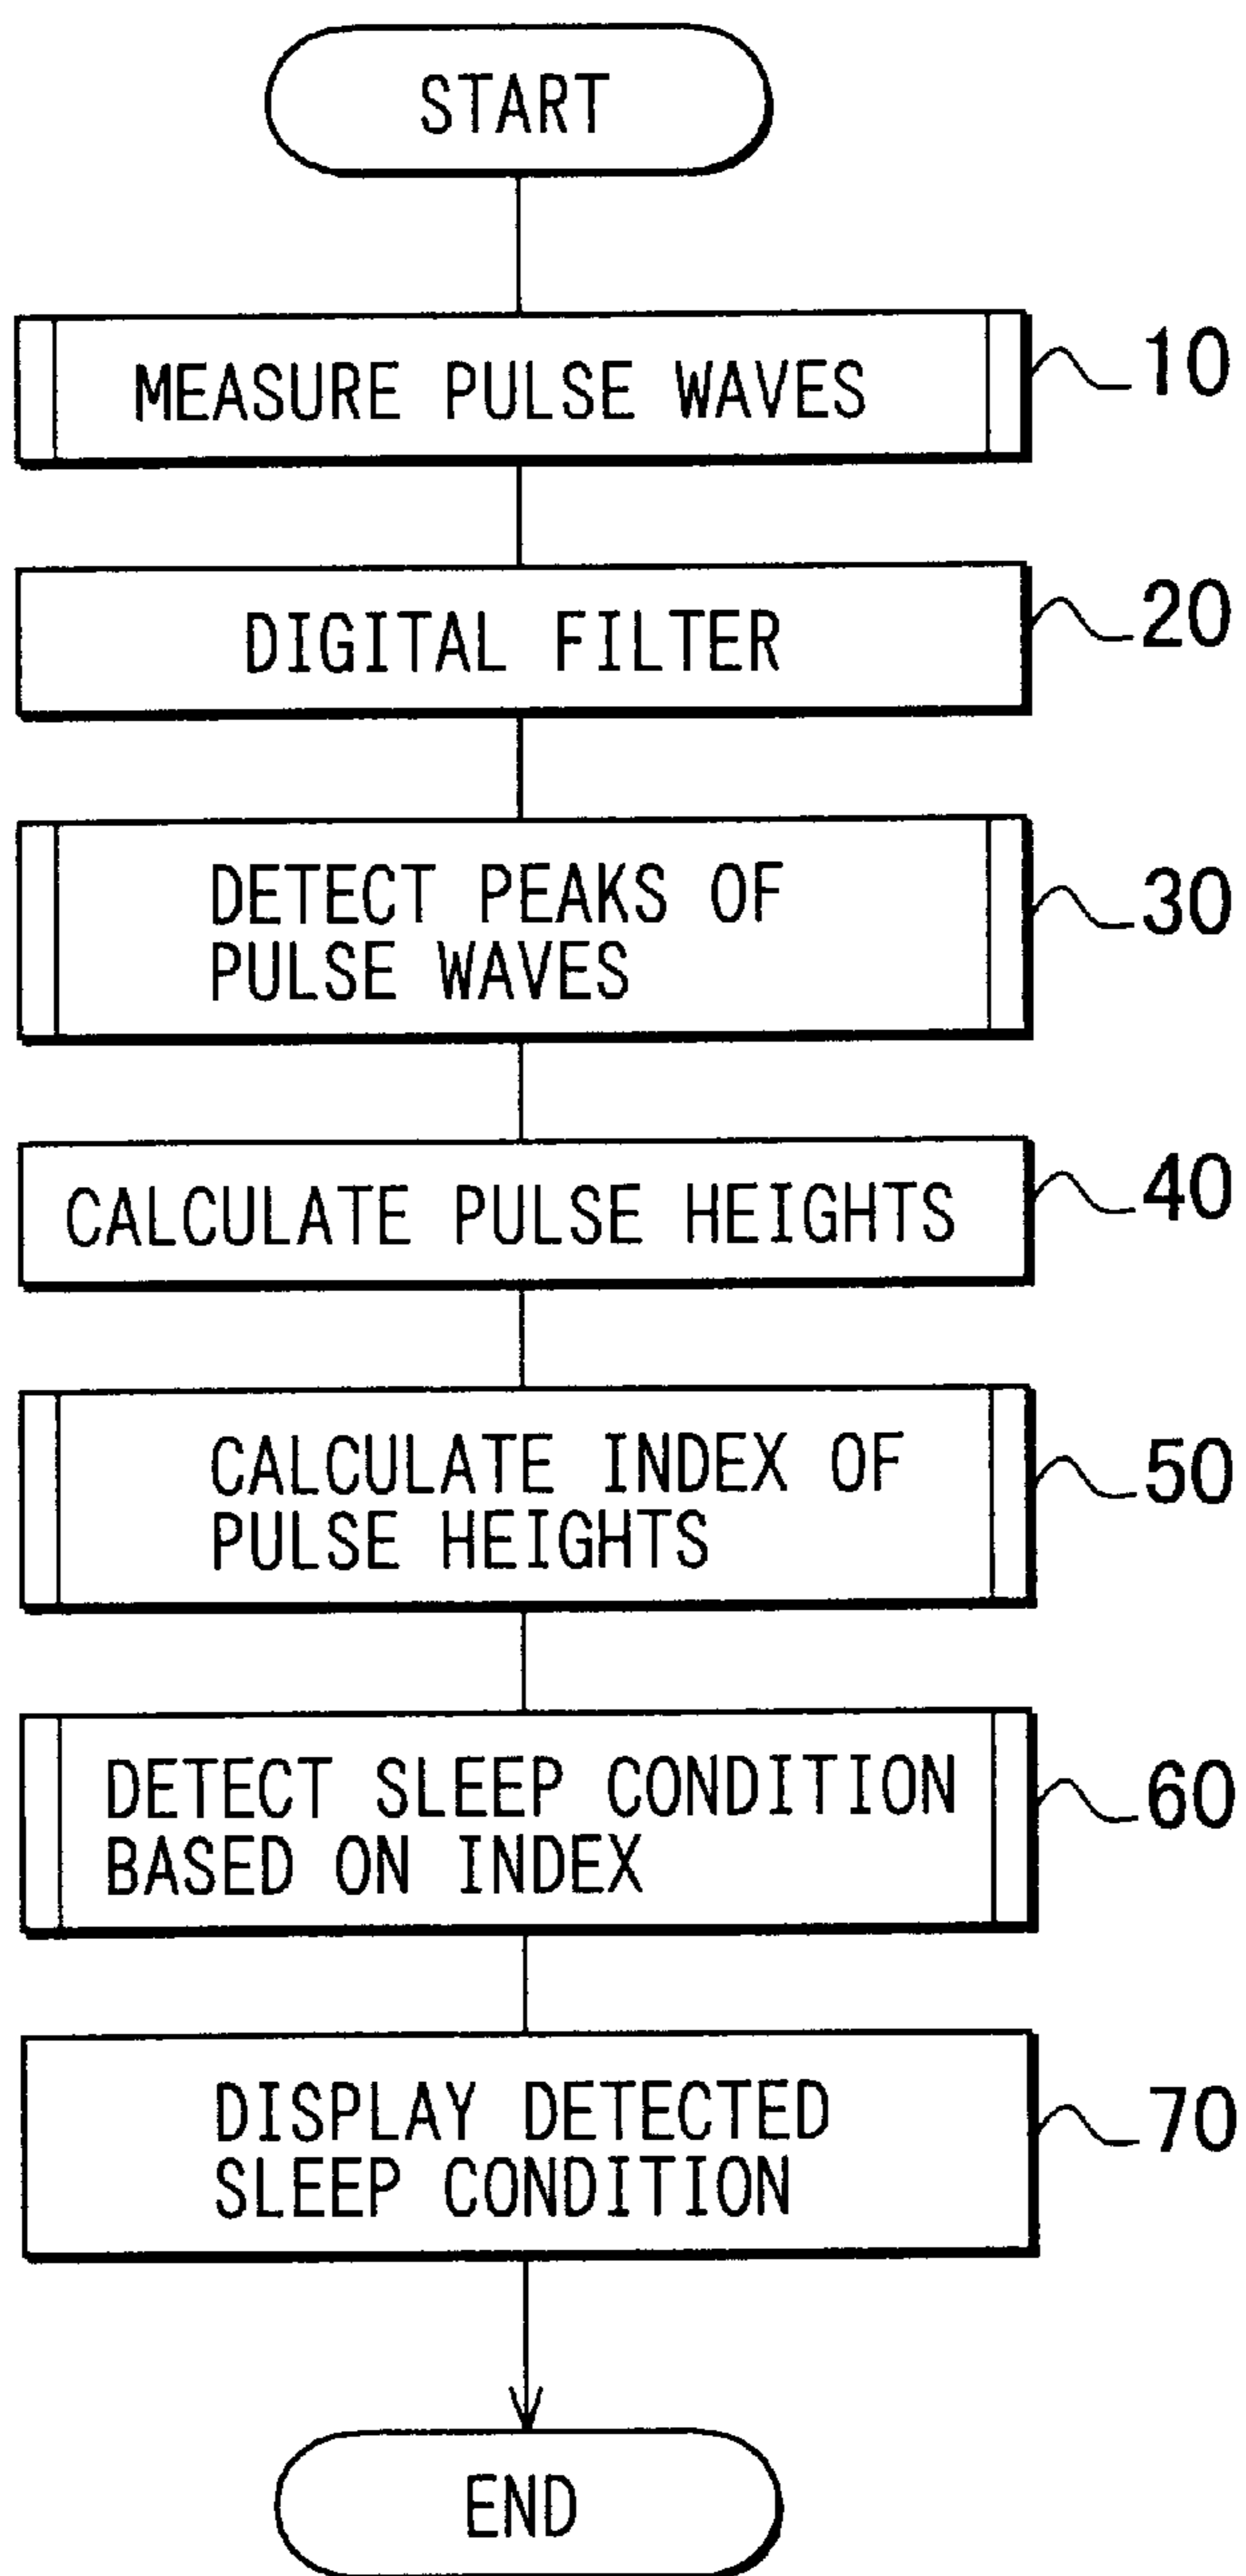 START
MEASURE PULSE WAVES
10
DIGITAL FILTER
20
DETECT PEAKS OF
PULSE WAVES
30
CALCULATE PULSE HEIGHTS
40
CALCULATE INDEX OF
PULSE HEIGHTS
50
DETECT SLEEP CONDITION
BASED ON INDEX
60
DISPLAY DETECTED
SLEEP CONDITION
70
END